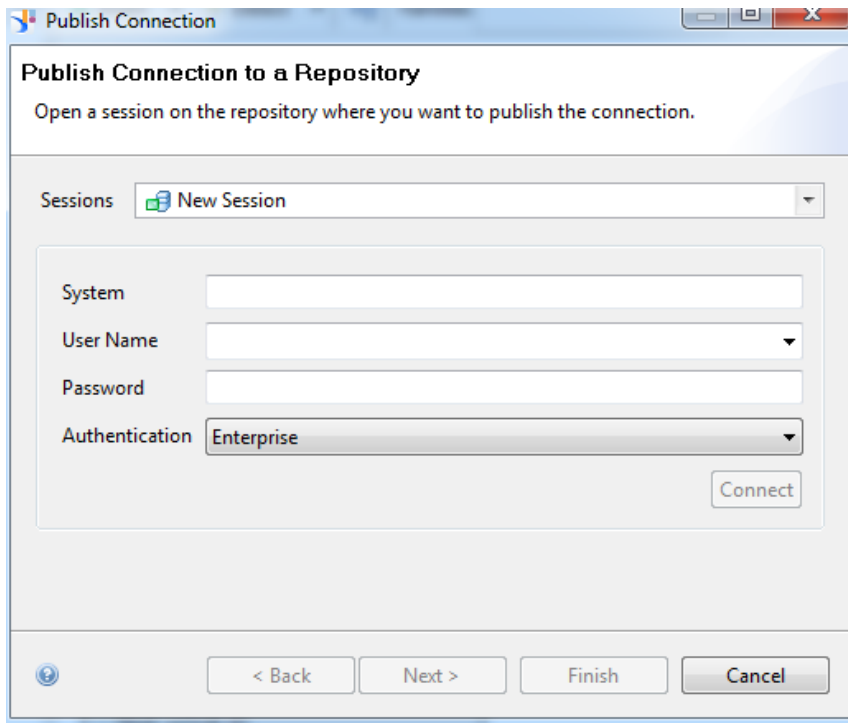 Publish Connection
Publish Connection to a Repository
Open a session on the repository where you want to publish the connection.
Sessions New Session
System
User Name
Password
Authentication Enterprise
Connect
< Back Next > Finish Cancel